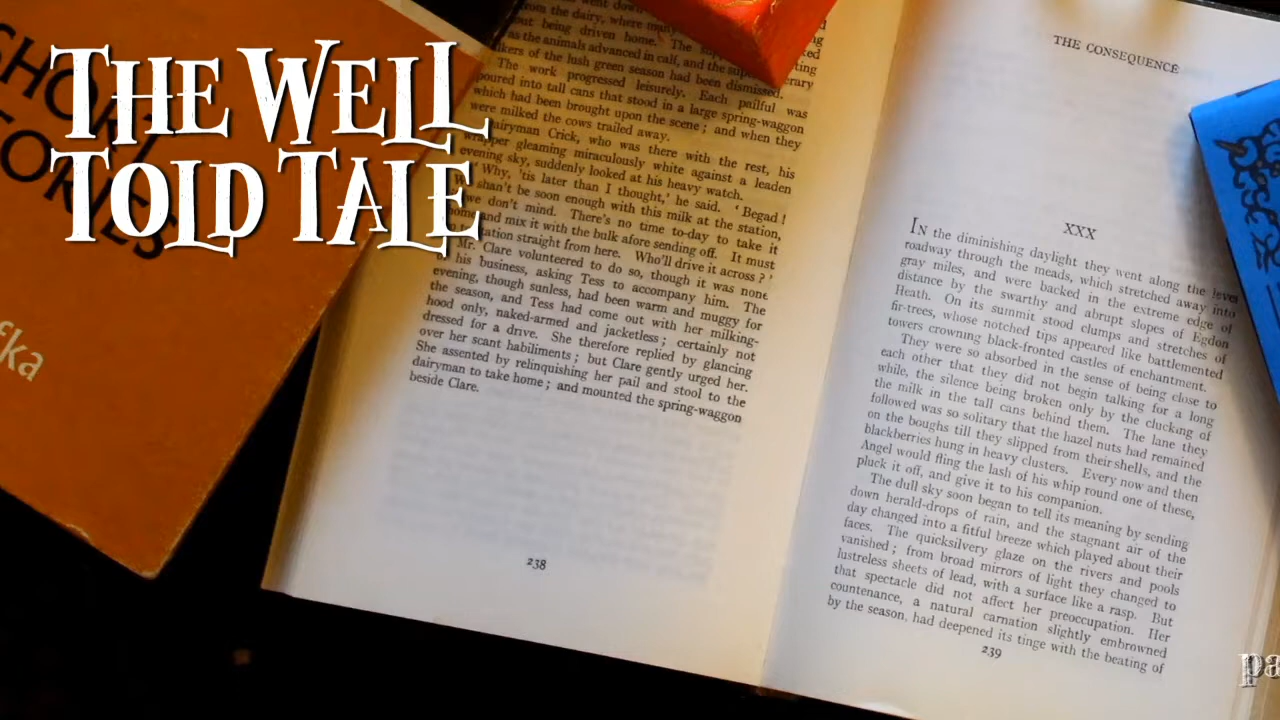 THE WELL
TOLD TALE
SHORT
STORIES
fka
went down
from the dairy, where many
out being driven home.' The
as the animals advanced in calf, and the
kers of the lush green season had been dismissed.
The work progressed leisurely. Each pailful was
poured into tall cans that stood in a large spring-waggon
which had been brought upon the scene; and when they
were milked the cows trailed away.
Dairyman Crick, who was there with the rest, his
wrapper gleaming miraculously white against a leaden
evening sky, suddenly looked at his heavy watch.
'Why, 'tis later than I thought,' he said. 'Begad!
We shan't be soon enough with this milk at the station,
we don't mind. There's no time to-day to take it
home and mix it with the bulk afore sending off. It must
station straight from here. Who'll drive it across?'
Mr. Clare volunteered to do so, though it was none
of his business, asking Tess to accompany him. The
evening, though sunless, had been warm and muggy for
the season, and Tess had come out with her milking-
hood only, naked-armed and jacketless; certainly not
dressed for a drive. She therefore replied by glancing
over her scant habiliments; but Clare gently urged her.
She assented by relinquishing her pail and stool to the
dairyman to take home; and mounted the spring-waggon
beside Clare.
238
THE CONSEQUENCE
XXX
IN the diminishing daylight they went along the level
roadway through the meads, which stretched away into
gray miles, and were backed in the extreme edge of
distance by the swarthy and abrupt slopes of Egdon
Heath. On its summit stood clumps and stretches of
fir-trees, whose notched tips appeared like battlemented
towers crowning black-fronted castles of enchantment.
They were so absorbed in the sense of being close to
each other that they did not begin talking for a long
while, the silence being broken only by the clucking of
the milk in the tall cans behind them. The lane they
followed was so solitary that the hazel nuts had remained
on the boughs till they slipped from their shells, and the
blackberries hung in heavy clusters. Every now and then
Angel would fling the lash of his whip round one of these,
pluck it off, and give it to his companion.
The dull sky soon began to tell its meaning by sending
down herald-drops of rain, and the stagnant air of the
day changed into a fitful breeze which played about their
faces. The quicksilvery glaze on the rivers and pools
vanished; from broad mirrors of light they changed to
lustreless sheets of lead, with a surface like a rasp. But
that spectacle did not affect her preoccupation. Her
countenance, a natural carnation slightly embrowned
by the season, had deepened its tinge with the beating of
239
pa